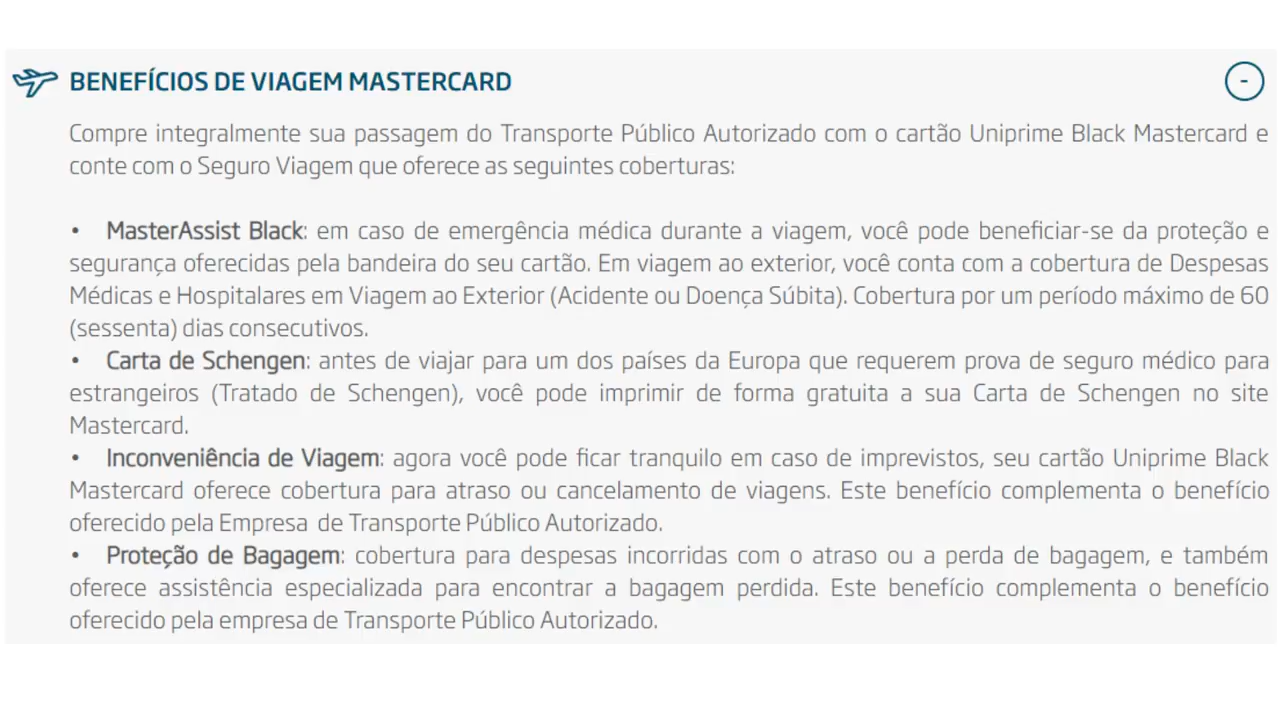 BENEFÍCIOS DE VIAGEM MASTERCARD
-
Compre integralmente sua passagem do Transporte Público Autorizado com o cartão Uniprime Black Mastercard e
conte com o Seguro Viagem que oferece as seguintes coberturas:
• MasterAssist Black: em caso de emergência médica durante a viagem, você pode beneficiar-se da proteção e
segurança oferecidas pela bandeira do seu cartão. Em viagem ao exterior, você conta com a cobertura de Despesas
Médicas e Hospitalares em Viagem ao Exterior (Acidente ou Doença Súbita). Cobertura por um período máximo de 60
(sessenta) dias consecutivos.
• Carta de Schengen: antes de viajar para um dos países da Europa que requerem prova de seguro médico para
estrangeiros (Tratado de Schengen), você pode imprimir de forma gratuita a sua Carta de Schengen no site
Mastercard.
• Inconveniência de Viagem: agora você pode ficar tranquilo em caso de imprevistos, seu cartão Uniprime Black
Mastercard oferece cobertura para atraso ou cancelamento de viagens. Este benefício complementa o benefício
oferecido pela Empresa de Transporte Público Autorizado.
• Proteção de Bagagem: cobertura para despesas incorridas com o atraso ou a perda de bagagem, e também
oferece assistência especializada para encontrar a bagagem perdida. Este benefício complementa o benefício
oferecido pela empresa de Transporte Público Autorizado.